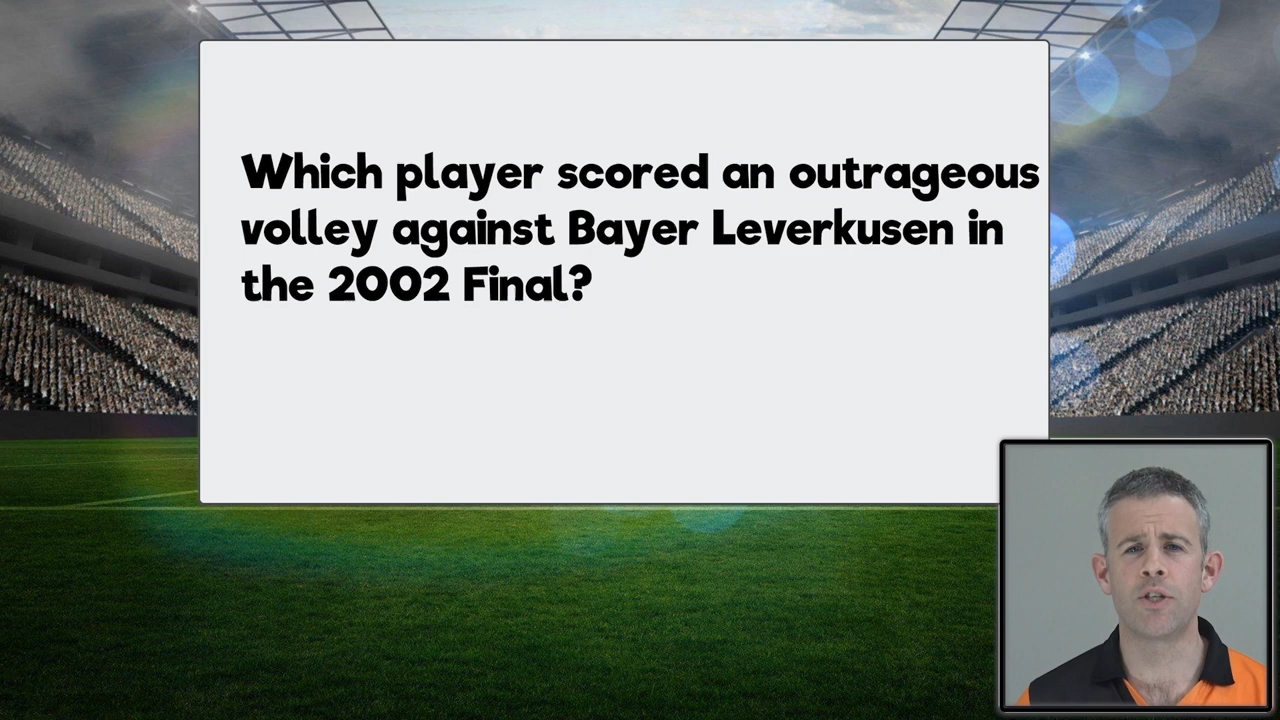 Which player scored an outrageous
volley against Bayer Leverkusen in
the 2002 Final?